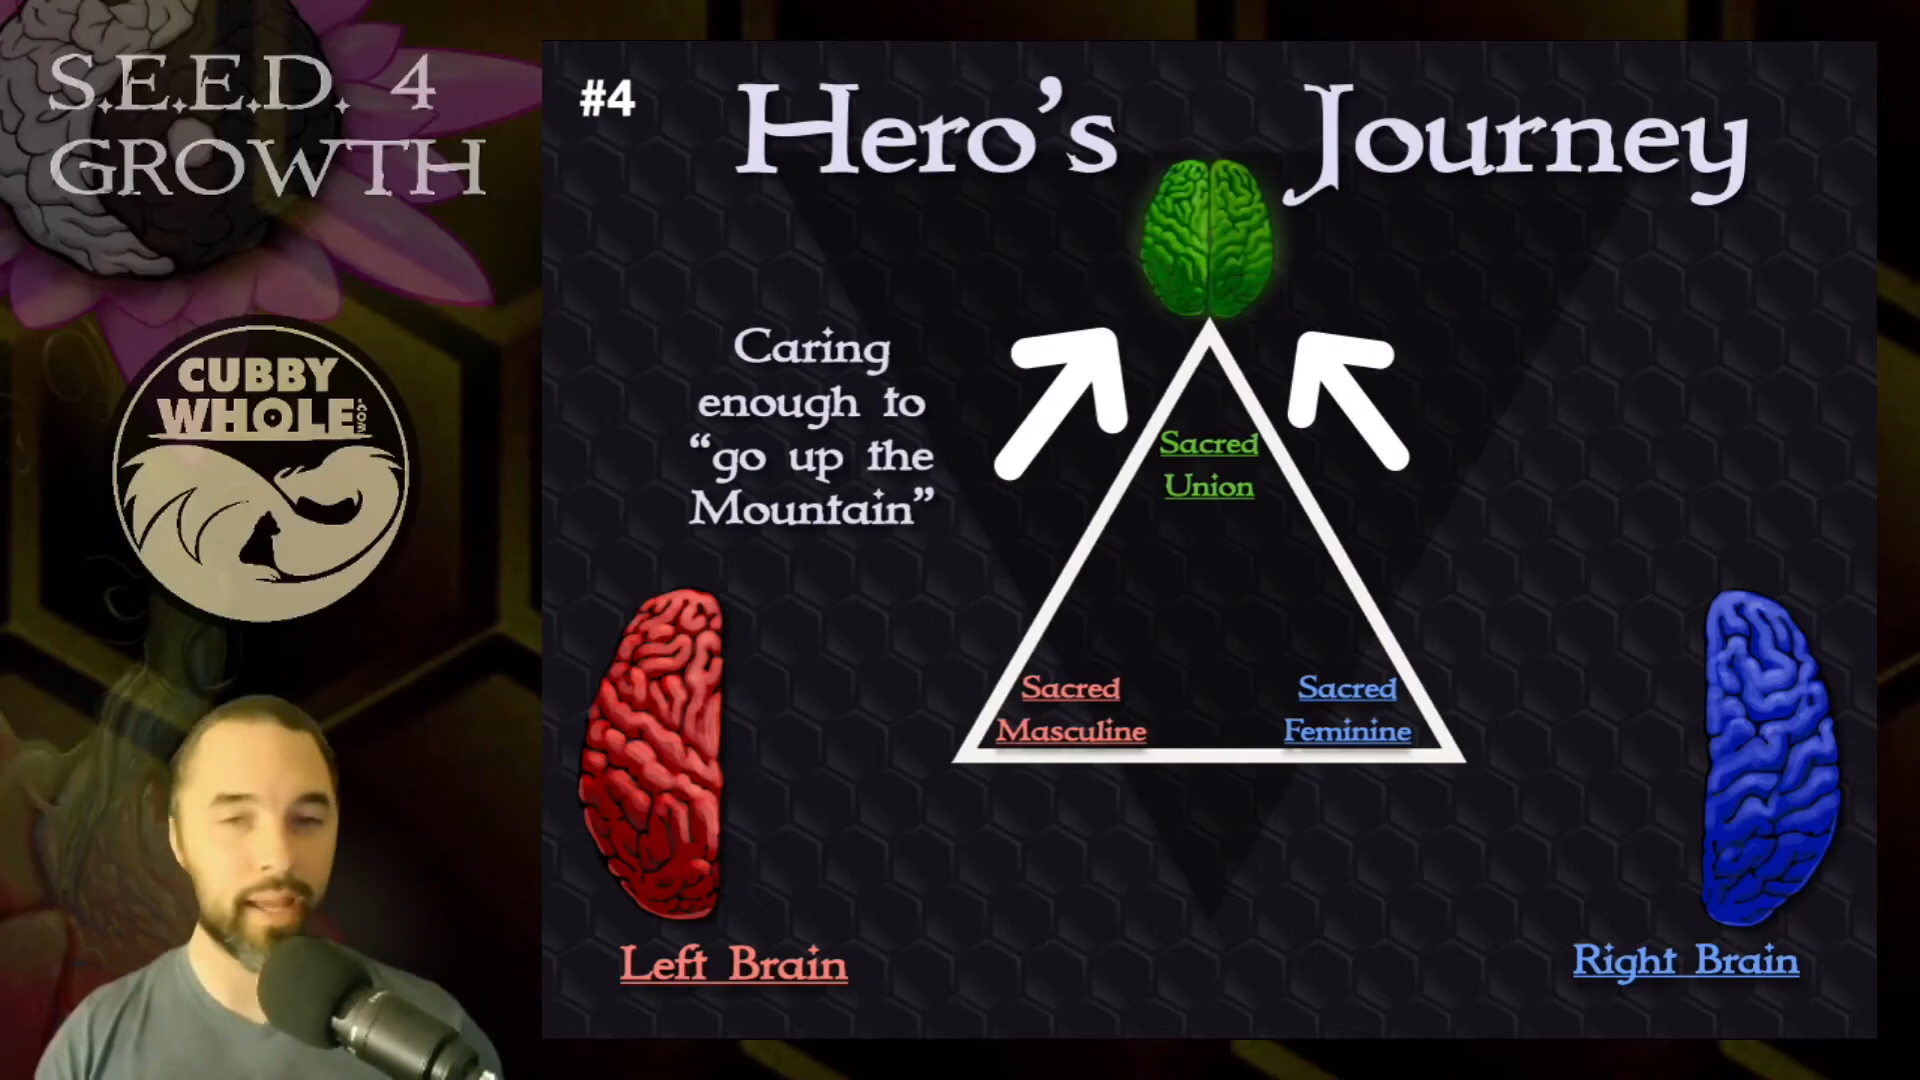 S.E.E.D. 4
GROWTH
CUBBY
WHOLE.COM
#4
Hero's Journey
Caring
enough to
"go up the
Mountain"
Sacred
Union
Sacred
Masculine
Sacred
Feminine
Left Brain
Right Brain